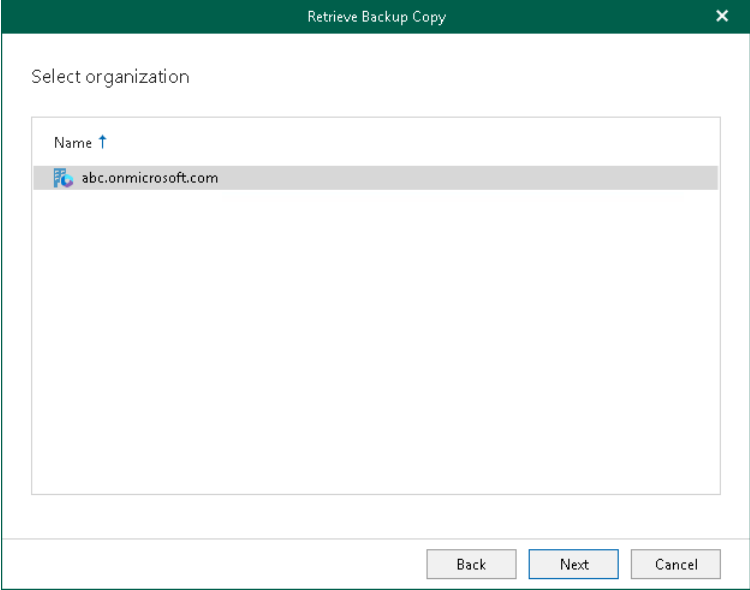 Retrieve Backup Copy
Select organization
Name
abc.onmicrosoft.com
Back Next Cancel